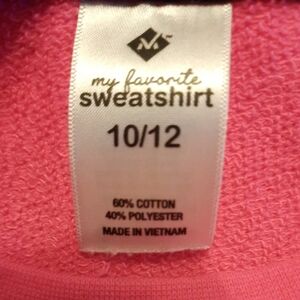 my favorite
sweatshirt
10/12
60% COTTON
40% POLYESTER
MADE IN VIETNAM